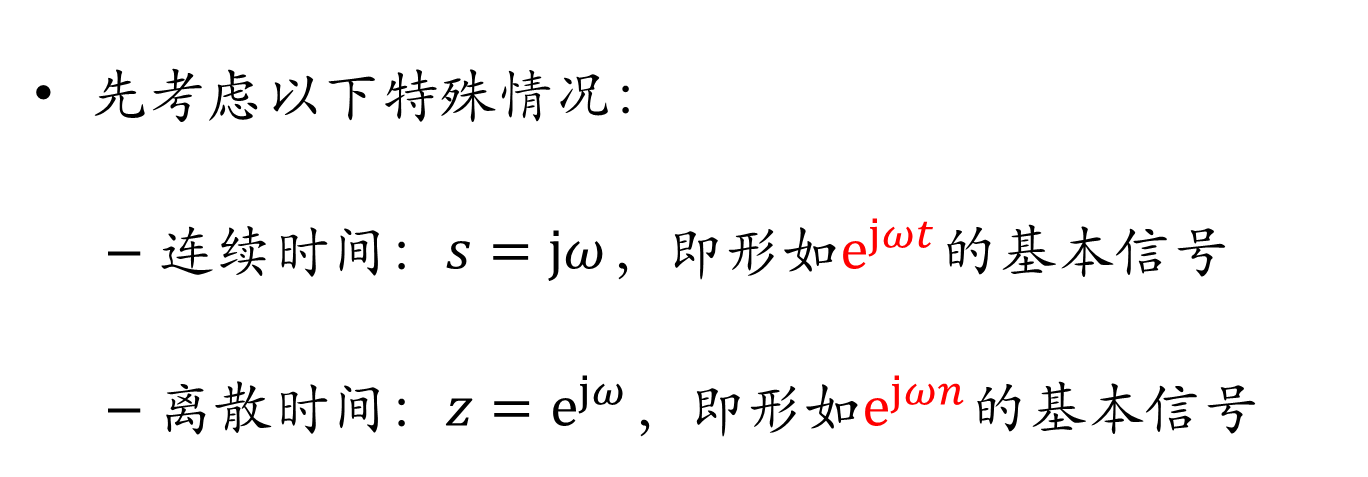 • 先考虑以下特殊情况：
– 连续时间：s = jω，即形如e^{jωt}的基本信号
– 离散时间：z = e^{jω}，即形如e^{jωn}的基本信号